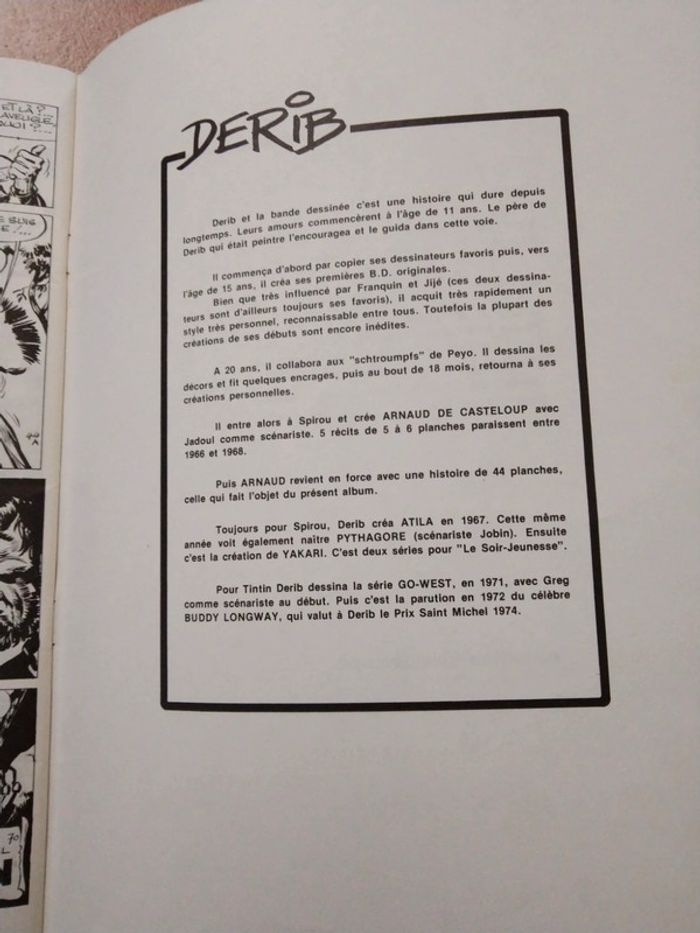 ET LÀ ?
DERIB
Derib et la bande dessinée c'est une histoire qui dure depuis
longtemps. Leurs amours commencèrent à l'âge de 11 ans. Le père de
Derib qui était peintre l'encouragea et le guida dans cette voie.
Il commença d'abord par copier ses dessinateurs favoris puis, vers
l'âge de 15 ans, il créa ses premières B.D. originales.
Bien que très influencé par Franquin et Jijé (ces deux dessina-
teurs sont d'ailleurs toujours ses favoris), il acquit très rapidement un
style très personnel, reconnaissable entre tous. Toutefois la plupart des
créations de ses débuts sont encore inédites.
A 20 ans, il collabora aux "schtroumpfs" de Peyo. Il dessina les
décors et fit quelques encrages, puis au bout de 18 mois, retourna à ses
créations personnelles.
Il entre alors à Spirou et crée ARNAUD DE CASTELOUP avec
Jadoul comme scénariste. 5 récits de 5 à 6 planches paraissent entre
1966 et 1968.
Puis ARNAUD revient en force avec une histoire de 44 planches,
celle qui fait l'objet du présent album.
Toujours pour Spirou, Derib créa ATILA en 1967. Cette même
année voit également naître PYTHAGORE (scénariste Jobin). Ensuite
c'est la création de YAKARI. C'est deux séries pour "Le Soir-Jeunesse".
Pour Tintin Derib dessina la série GO-WEST, en 1971, avec Greg
comme scénariste au début. Puis c'est la parution en 1972 du célèbre
BUDDY LONGWAY, qui valut à Derib le Prix Saint Michel 1974.